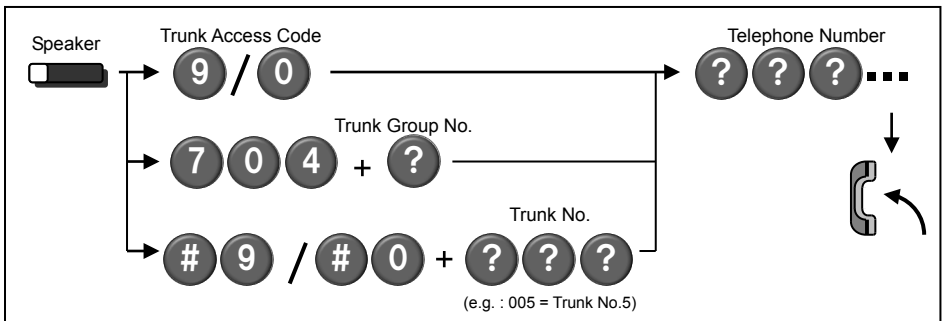 Speaker
Trunk Access Code
9 / 0
Telephone Number
? ? ? ...
Trunk Group No.
7 0 4 + ?
Trunk No.
# 9 / # 0 + ? ? ?
(e.g. : 005 = Trunk No.5)